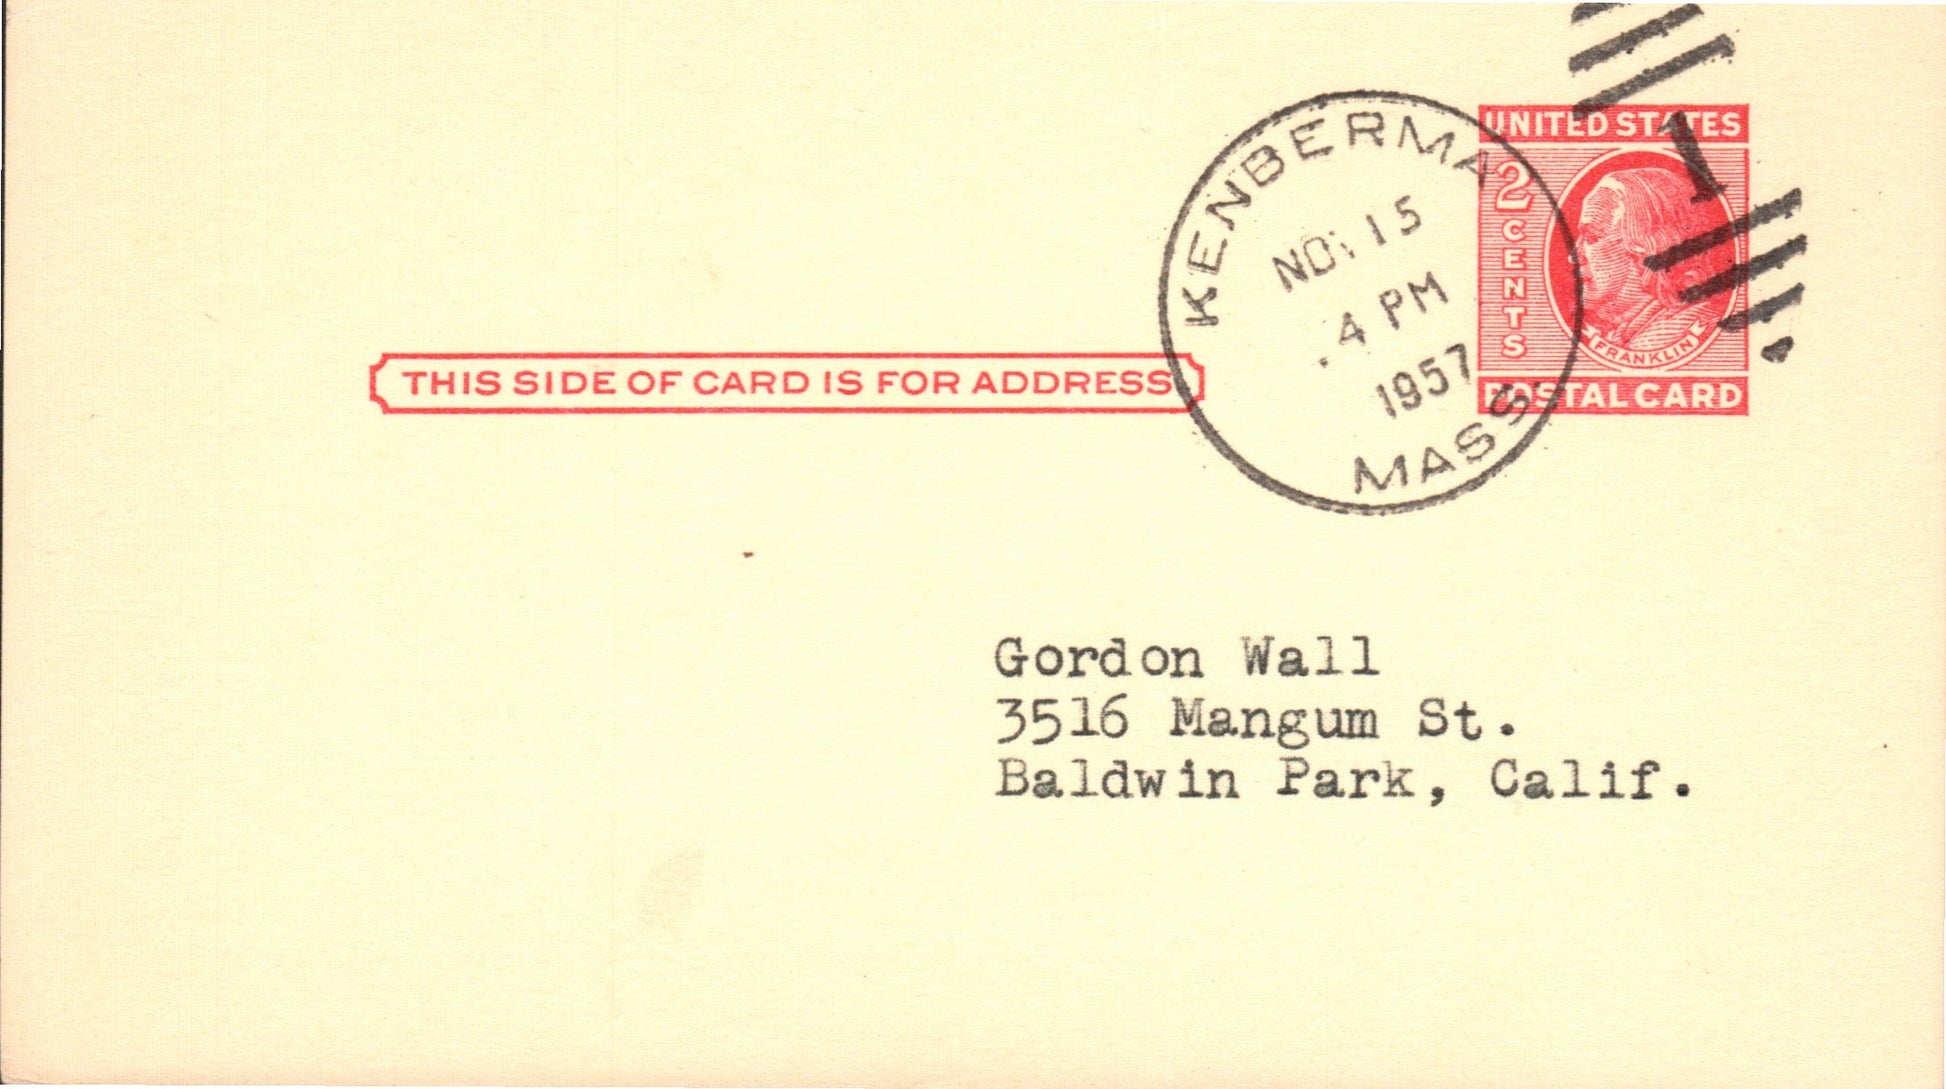 UNITED STATES
2 CENTS
FRANKLIN
POSTAL CARD
KENBERMA
NOV 15
4 PM
1957
MASS.
1
THIS SIDE OF CARD IS FOR ADDRESS
Gordon Wall
3516 Mangum St.
Baldwin Park, Calif.